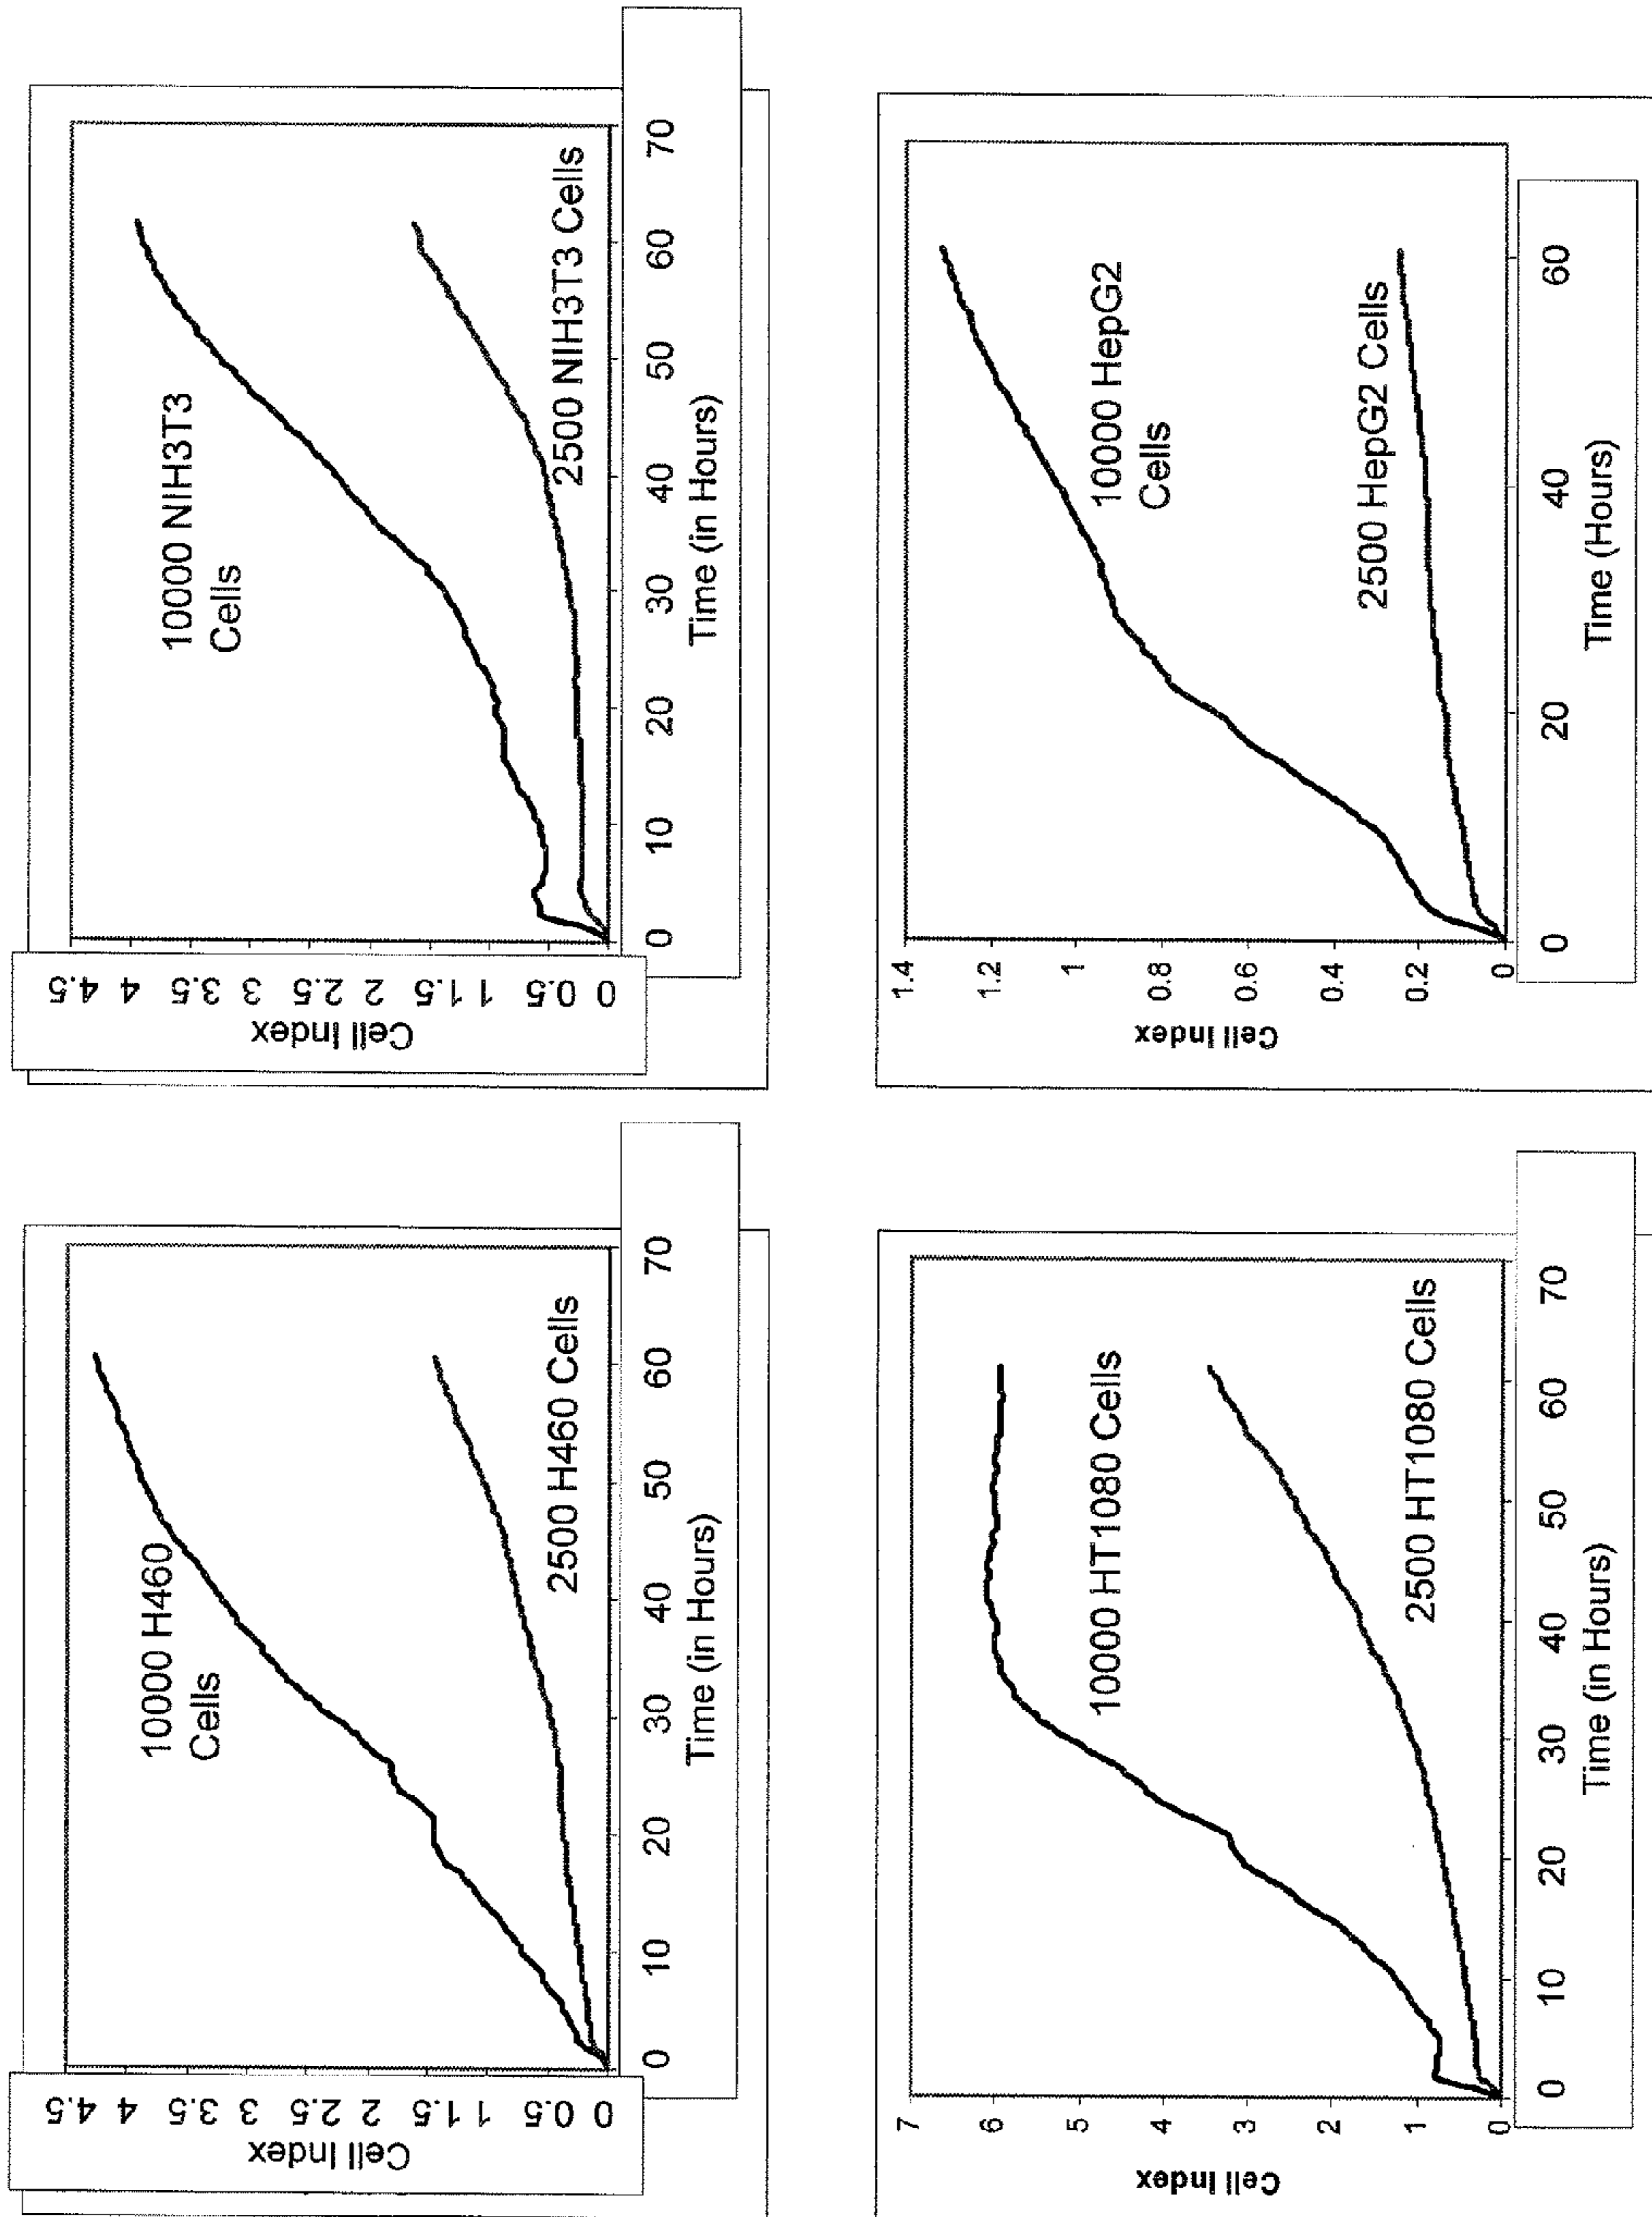 Cell Index
0 0.5 1 1.5 2 2.5 3 3.5 4 4.5
10000 H460
Cells
2500 H460 Cells
0 10 20 30 40 50 60 70
Time (in Hours)
Cell Index
0 0.5 1 1.5 2 2.5 3 3.5 4 4.5
10000 NIH3T3
Cells
2500 NIH3T3 Cells
0 10 20 30 40 50 60 70
Time (in Hours)
Cell Index
7
6
5
4
3
2
1
0
10000 HT1080 Cells
2500 HT1080 Cells
0 10 20 30 40 50 60 70
Time (in Hours)
Cell Index
1.4
1.2
1
0.8
0.6
0.4
0.2
0
10000 HepG2
Cells
2500 HepG2 Cells
0 20 40 60
Time (Hours)